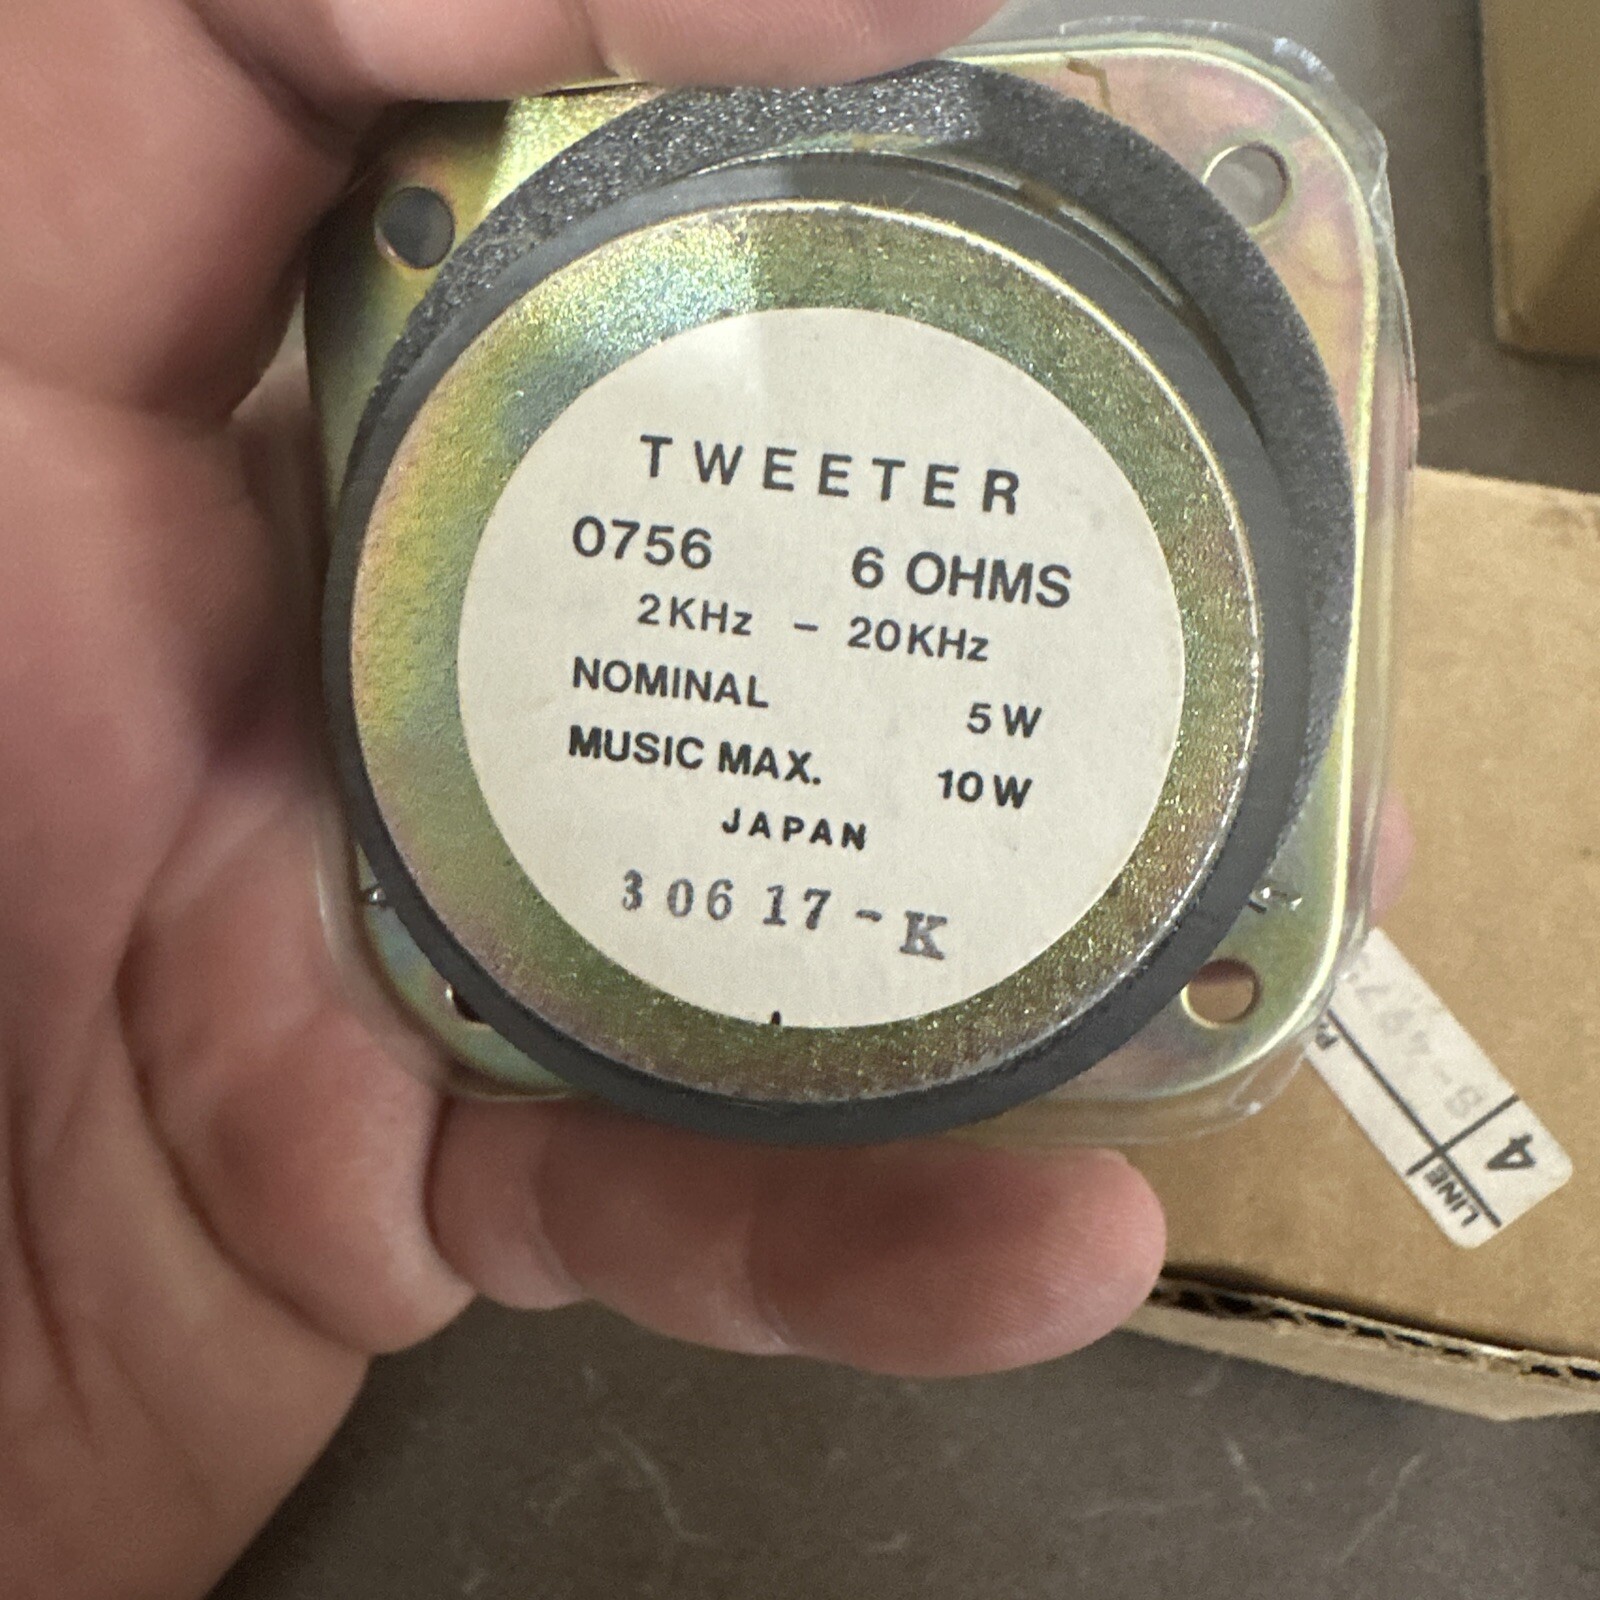 TWEETER
0756 6 OHMS
2KHz - 20KHz
NOMINAL 5W
MUSIC MAX. 10W
JAPAN
30617-K
LINE
4